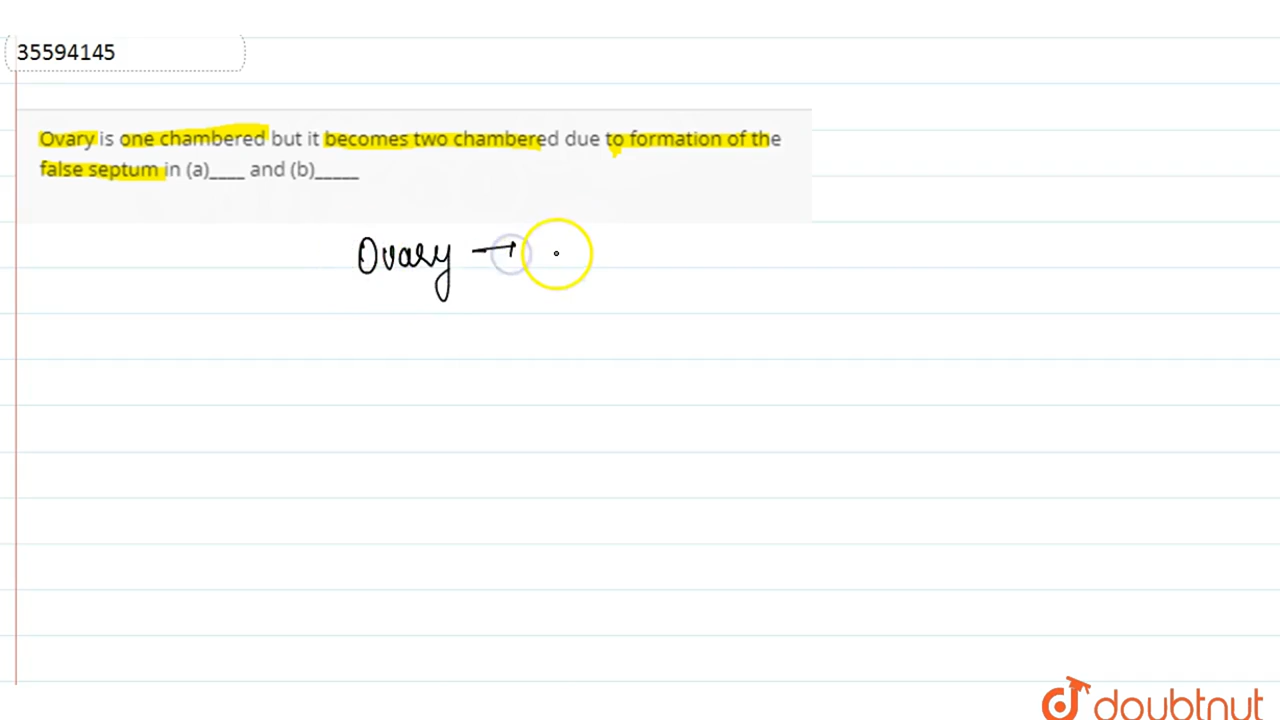 35594145
Ovary is one chambered but it becomes two chambered due to formation of the
false septum in (a)____ and (b)_____
Ovary →
doubtnut